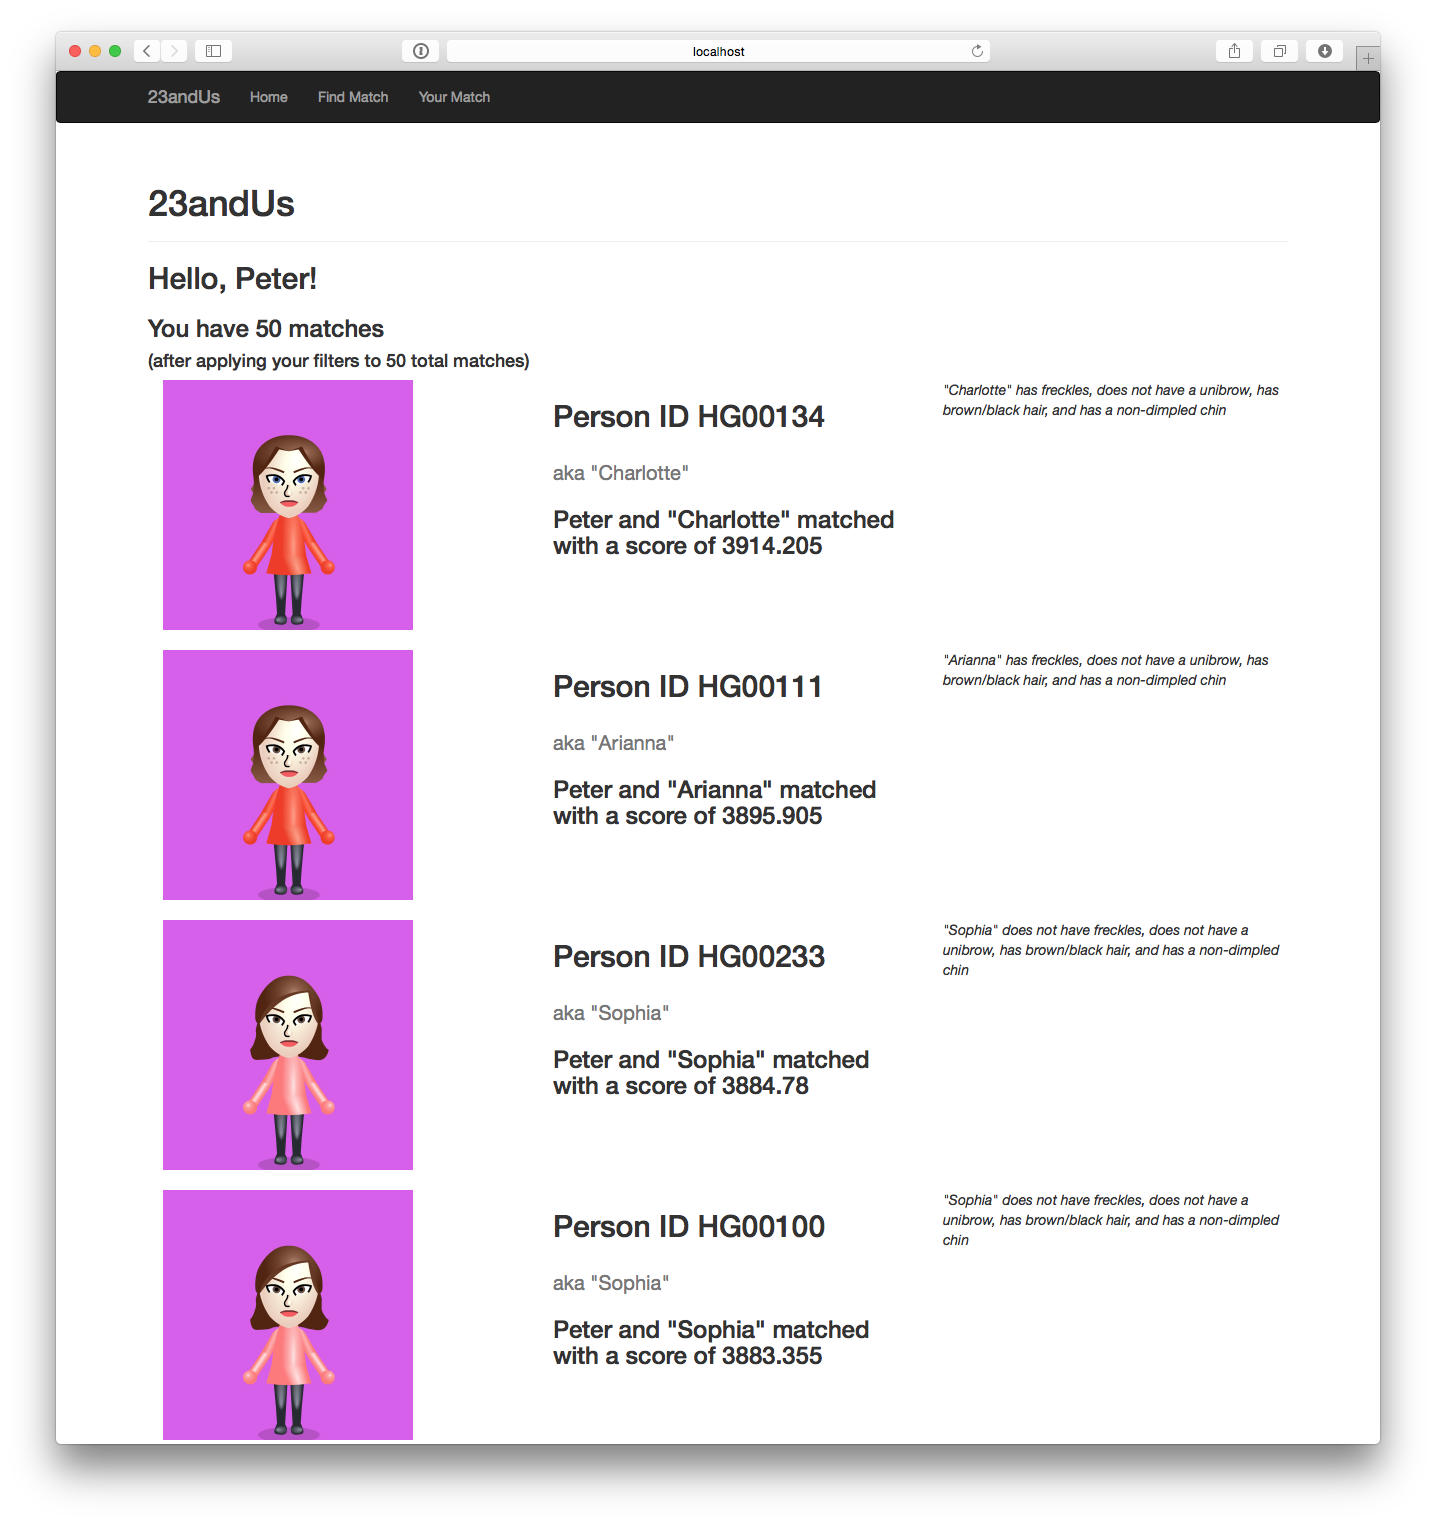 localhost
23andUs Home Find Match Your Match
23andUs
Hello, Peter!
You have 50 matches
(after applying your filters to 50 total matches)
Person ID HG00134
aka "Charlotte"
Peter and "Charlotte" matched
with a score of 3914.205
"Charlotte" has freckles, does not have a unibrow, has
brown/black hair, and has a non-dimpled chin
Person ID HG00111
aka "Arianna"
Peter and "Arianna" matched
with a score of 3895.905
"Arianna" has freckles, does not have a unibrow, has
brown/black hair, and has a non-dimpled chin
Person ID HG00233
aka "Sophia"
Peter and "Sophia" matched
with a score of 3884.78
"Sophia" does not have freckles, does not have a
unibrow, has brown/black hair, and has a non-dimpled
chin
Person ID HG00100
aka "Sophia"
Peter and "Sophia" matched
with a score of 3883.355
"Sophia" does not have freckles, does not have a
unibrow, has brown/black hair, and has a non-dimpled
chin